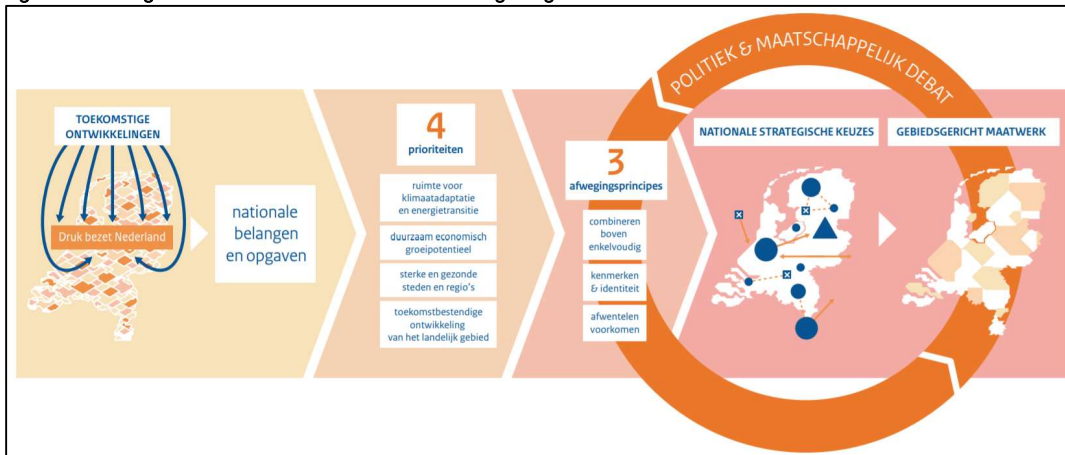 TOEKOMSTIGE
ONTWIKKELINGEN
Druk bezet Nederland
nationale
belangen
en opgaven
4
prioriteiten
ruimte voor
klimaatadaptatie
en energietransitie
duurzaam economisch
groeipotentieel
sterke en gezonde
steden en regio's
toekomstbestendige
ontwikkeling
van het landelijk gebied
3
afwegingsprincipes
combineren
boven
enkelvoudig
kenmerken
& identiteit
afwentelen
voorkomen
POLITIEK & MAATSCHAPPELIJK DEBAT
NATIONALE STRATEGISCHE KEUZES
GEBIEDSGERICHT MAATWERK